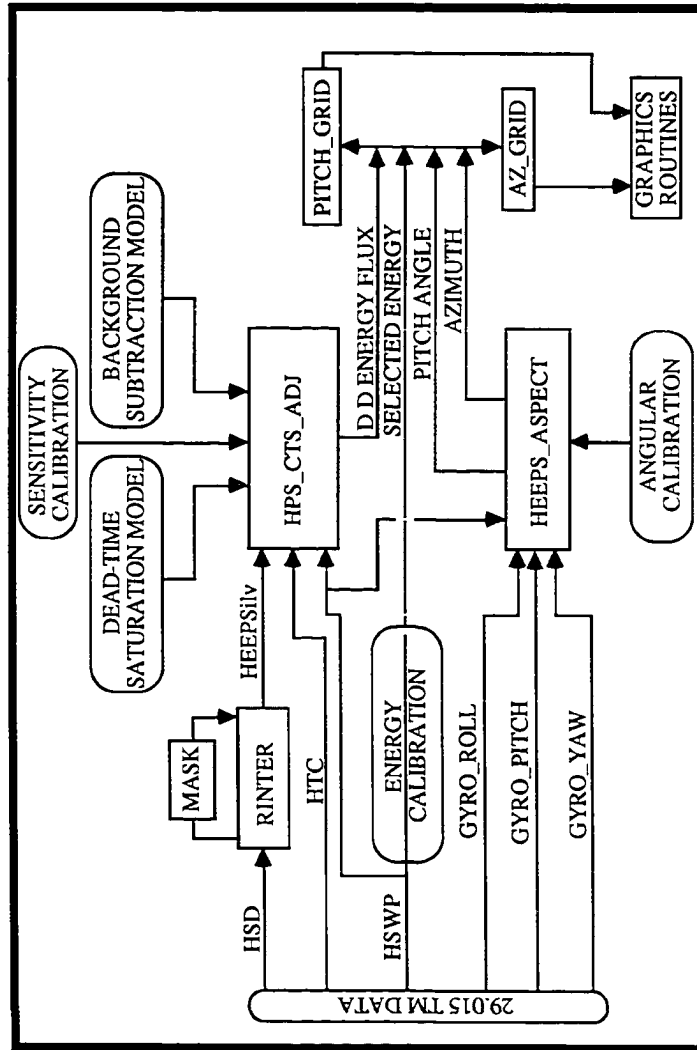 SENSITIVITY
CALIBRATION
DEAD-TIME
SATURATION MODEL
BACKGROUND
SUBTRACTION MODEL
MASK
RINTER
HSD
HEEPSilv
HPS_CTS_ADJ
HTC
HSWP
ENERGY
CALIBRATION
D D ENERGY FLUX
SELECTED ENERGY
PITCH ANGLE
AZIMUTH
PITCH_GRID
AZ_GRID
GRAPHICS
ROUTINES
29.015 TM DATA
GYRO_ROLL
GYRO_PITCH
GYRO_YAW
HEEPS_ASPECT
ANGULAR
CALIBRATION